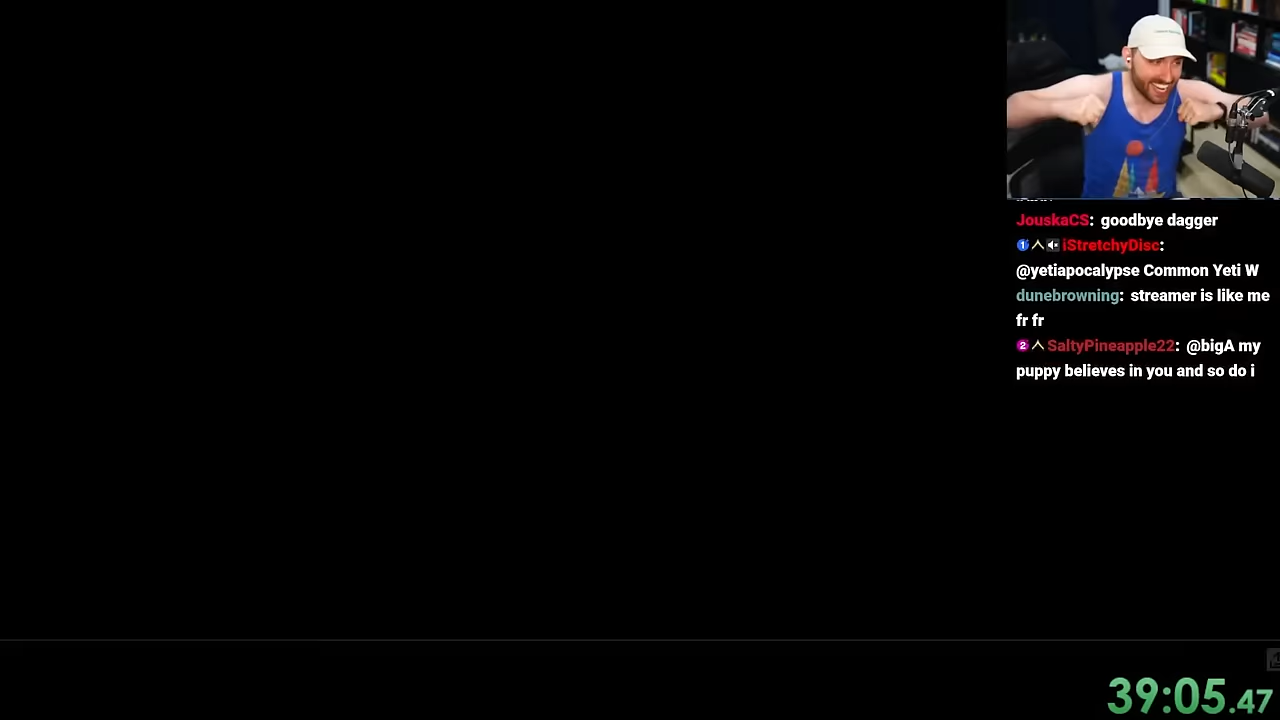 JouskaCS: goodbye dagger
iStretchyDisc:
@yetiapocalypse Common Yeti W
dunebrowning: streamer is like me
fr fr
2 SaltyPineapple22: @bigA my
puppy believes in you and so do i
39:05.47